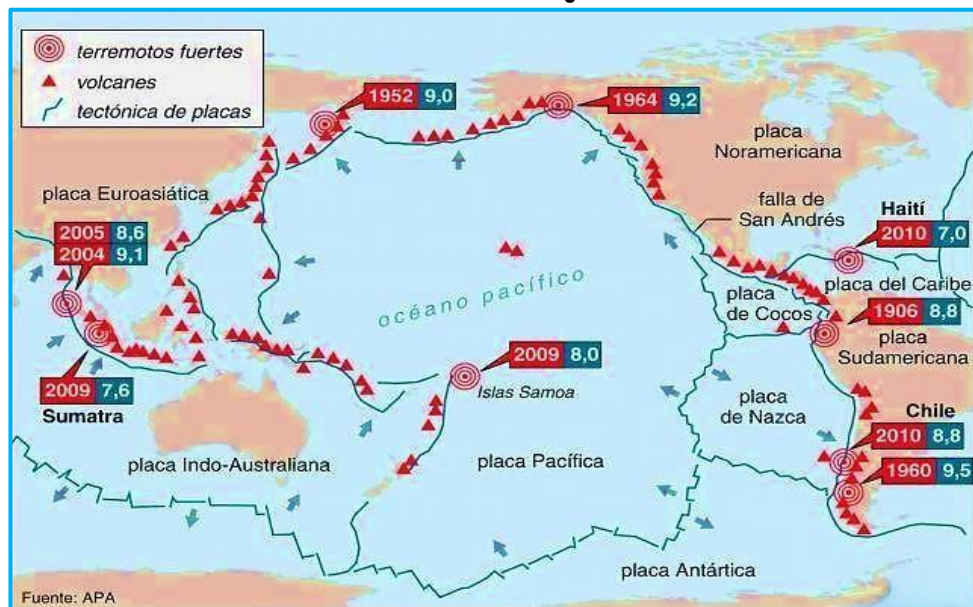 terremotos fuertes
volcanes
tectónica de placas
1952 9,0
1964 9,2
placa
Noramericana
placa Euroasiática
falla de
San Andrés
Haití
2010 7,0
2005 8,6
2004 9,1
océano pacífico
placa del Caribe
placa
de Cocos
1906 8,8
placa
Sudamericana
2009 8,0
Islas Samoa
2009 7,6
Sumatra
placa
de Nazca
Chile
2010 8,8
1960 9,5
placa Indo-Australiana
placa Pacífica
placa Antártica
Fuente: APA